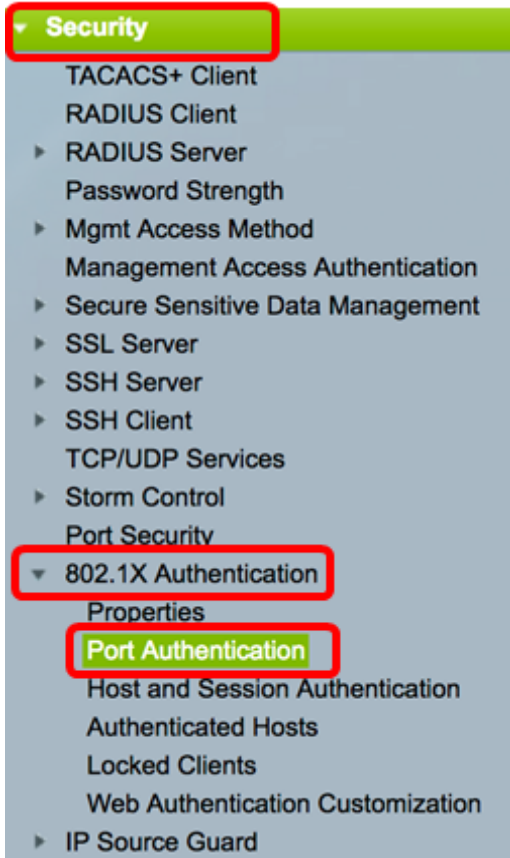 Security
TACACS+ Client
RADIUS Client
RADIUS Server
Password Strength
Mgmt Access Method
Management Access Authentication
Secure Sensitive Data Management
SSL Server
SSH Server
SSH Client
TCP/UDP Services
Storm Control
Port Security
802.1X Authentication
Properties
Port Authentication
Host and Session Authentication
Authenticated Hosts
Locked Clients
Web Authentication Customization
IP Source Guard